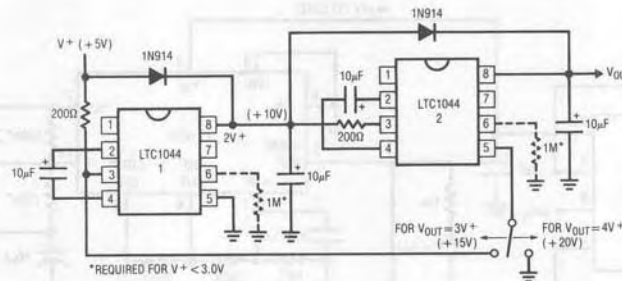 1N914
V+ (+5V)
1N914
200Ω
10μF
+
1
2
3
4
LTC1044
1
8
7
6
5
2V+
(+10V)
1M*
+
10μF
10μF
+
200Ω
1
2
3
4
LTC1044
2
8
7
6
5
VOUT
+
10μF
1M*
+
10μF
FOR VOUT=3V+
(+15V)
FOR VOUT=4V+
(+20V)
*REQUIRED FOR V+ <3.0V